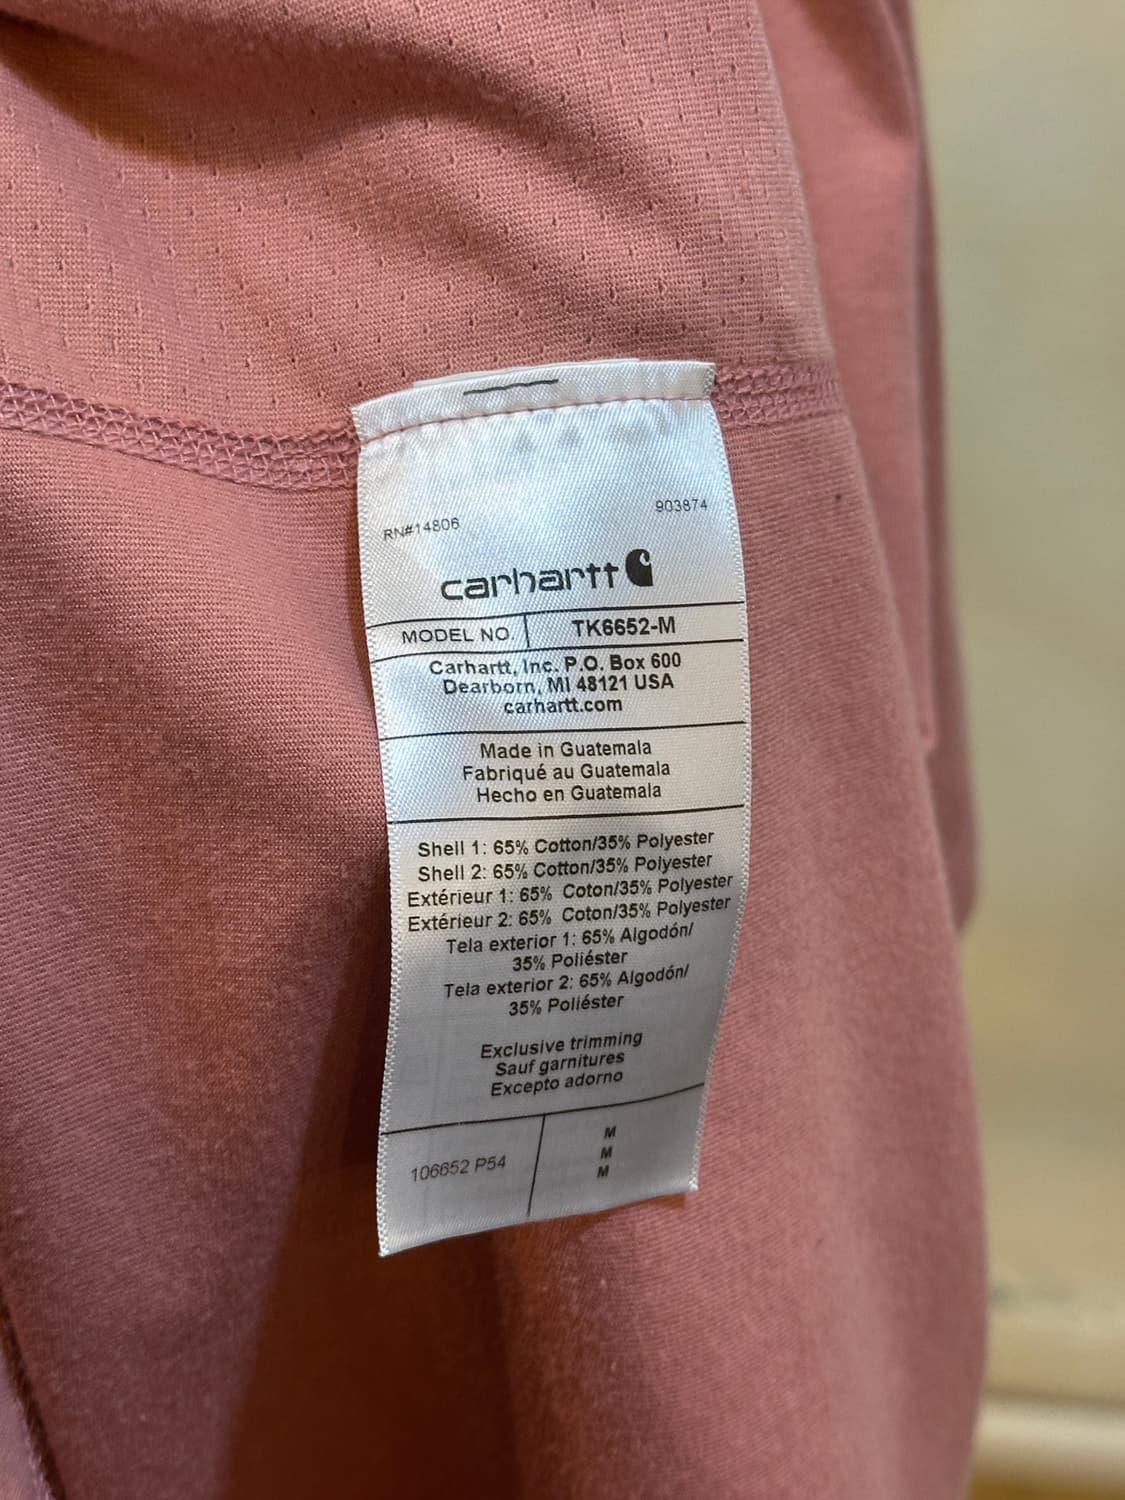 RN#14806 903874
carhartt
MODEL NO. TK6652-M
Carhartt, Inc. P.O. Box 600
Dearborn, MI 48121 USA
carhartt.com
Made in Guatemala
Fabriqué au Guatemala
Hecho en Guatemala
Shell 1: 65% Cotton/35% Polyester
Shell 2: 65% Cotton/35% Polyester
Extérieur 1: 65% Coton/35% Polyester
Extérieur 2: 65% Coton/35% Polyester
Tela exterior 1: 65% Algodón/
35% Poliéster
Tela exterior 2: 65% Algodón/
35% Poliéster
Exclusive trimming
Sauf garnitures
Excepto adorno
106652 P54
M
M
M